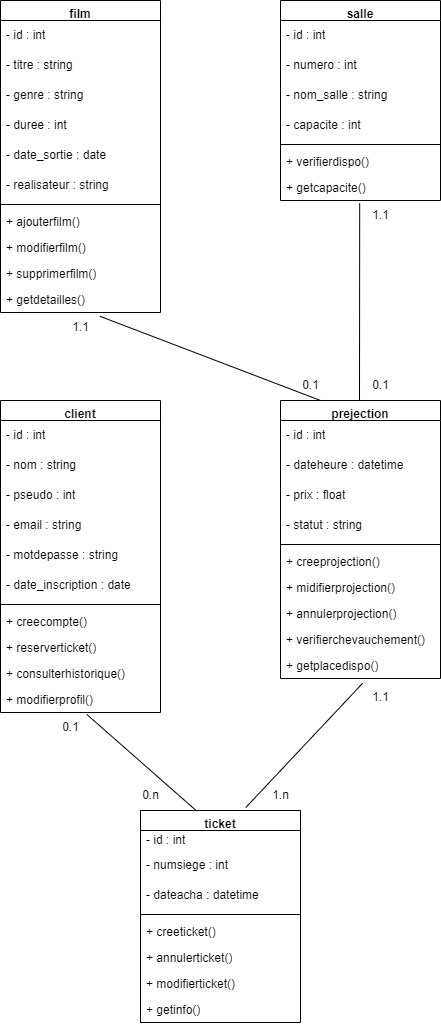 film
- id : int
- titre : string
- genre : string
- duree : int
- date_sortie : date
- realisateur : string
+ ajouterfilm()
+ modifierfilm()
+ supprimerfilm()
+ getdetailles()
salle
- id : int
- numero : int
- nom_salle : string
- capacite : int
+ verifierdispo()
+ getcapacite()
1.1
1.1
0.1
0.1
client
- id : int
- nom : string
- pseudo : int
- email : string
- motdepasse : string
- date_inscription : date
+ creecompte()
+ reserverticket()
+ consulterhistorique()
+ modifierprofil()
prejection
- id : int
- dateheure : datetime
- prix : float
- statut : string
+ creeprojection()
+ midifierprojection()
+ annulerprojection()
+ verifierchevauchement()
+ getplacedispo()
0.1
1.1
0.n
1.n
ticket
- id : int
- numsiege : int
- dateacha : datetime
+ creeticket()
+ annulerticket()
+ modifierticket()
+ getinfo()